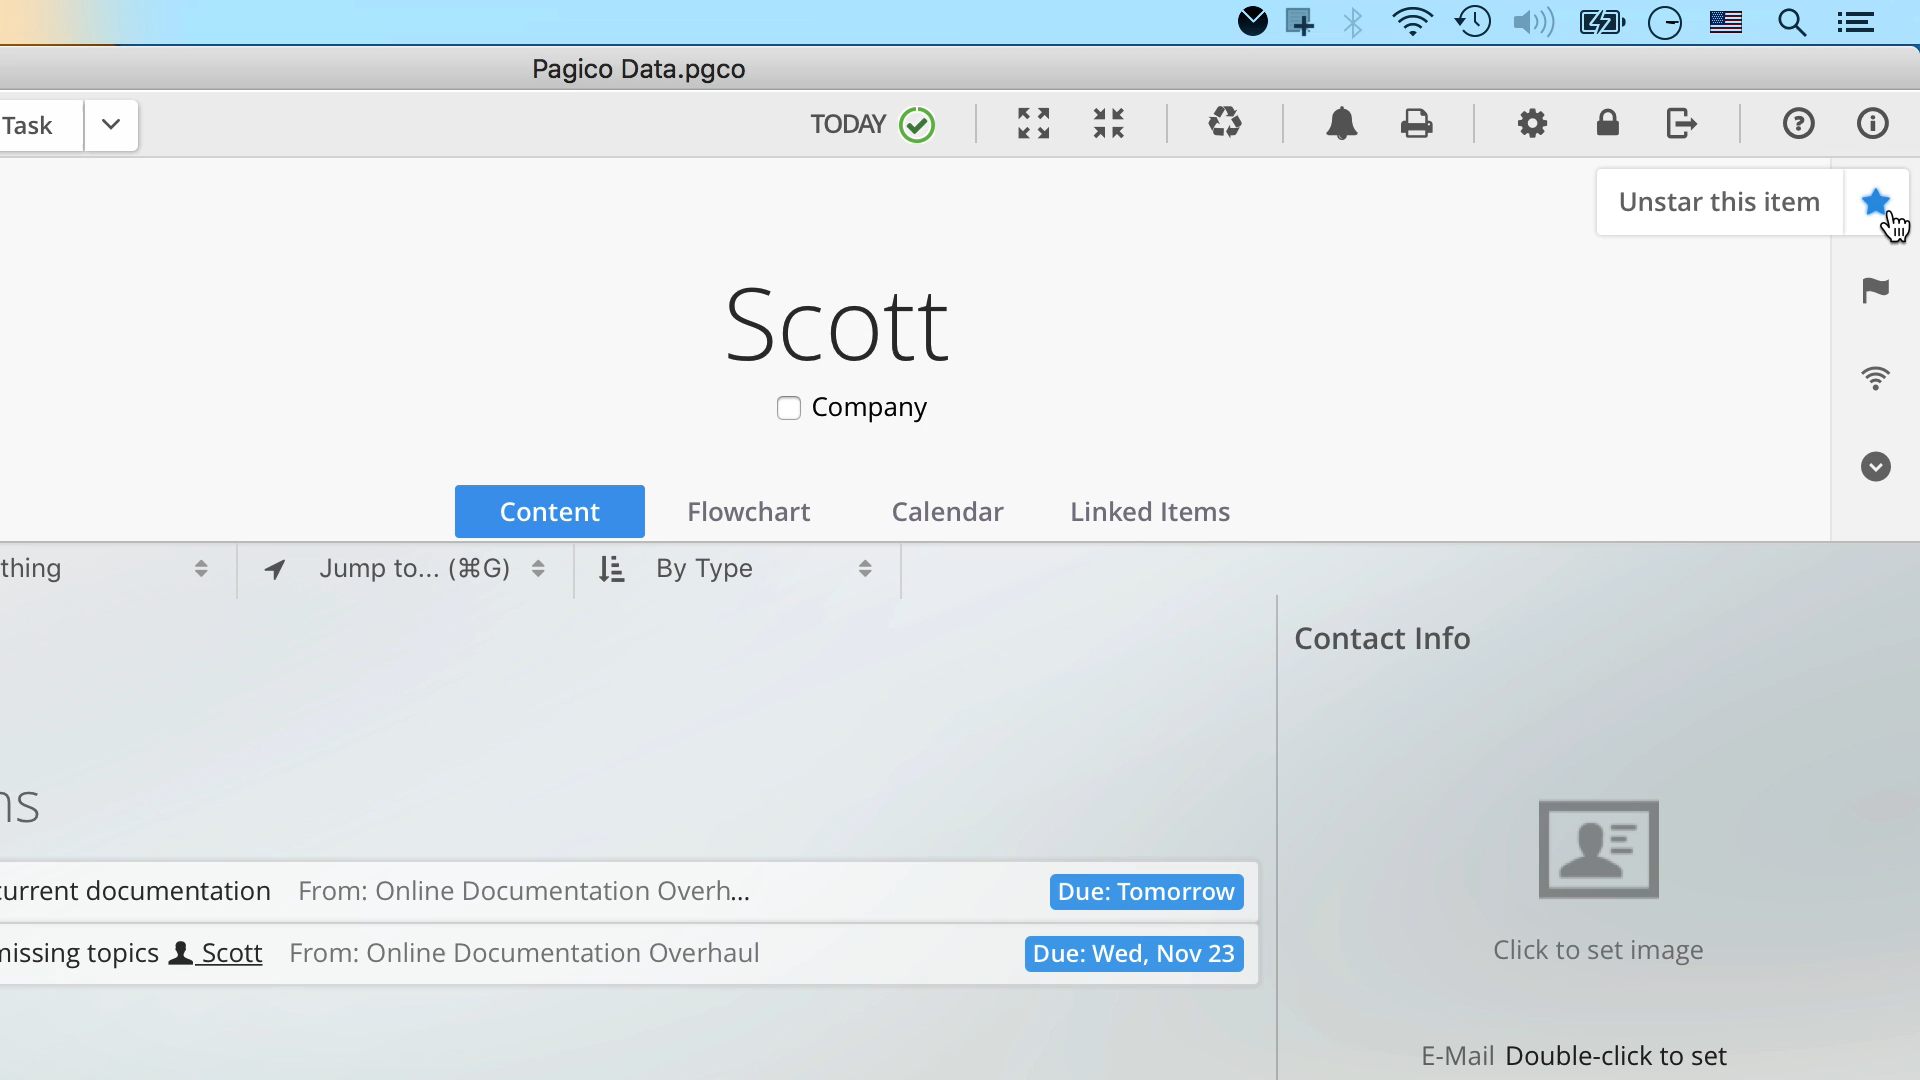 Pagico Data.pgco
Task
TODAY
Unstar this item
Scott
Company
Content Flowchart Calendar Linked Items
thing Jump to... (⌘G) By Type
Contact Info
ns
current documentation From: Online Documentation Overh... Due: Tomorrow
missing topics Scott From: Online Documentation Overhaul Due: Wed, Nov 23
Click to set image
E-Mail Double-click to set